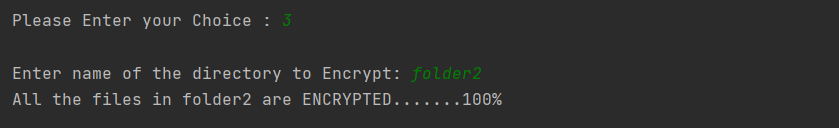 Please Enter your Choice : 3
Enter name of the directory to Encrypt: folder2
All the files in folder2 are ENCRYPTED.......100%